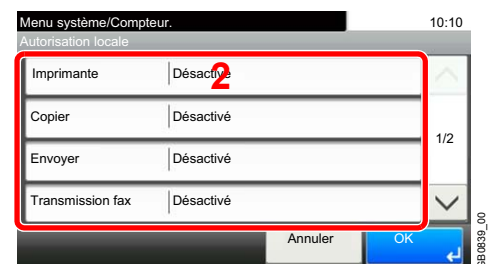 Menu système/Compteur. 10:10
Autorisation locale
Imprimante Désactivé
2
Copier Désactivé
1/2
Envoyer Désactivé
Transmission fax Désactivé
Annuler OK
GB0839_00